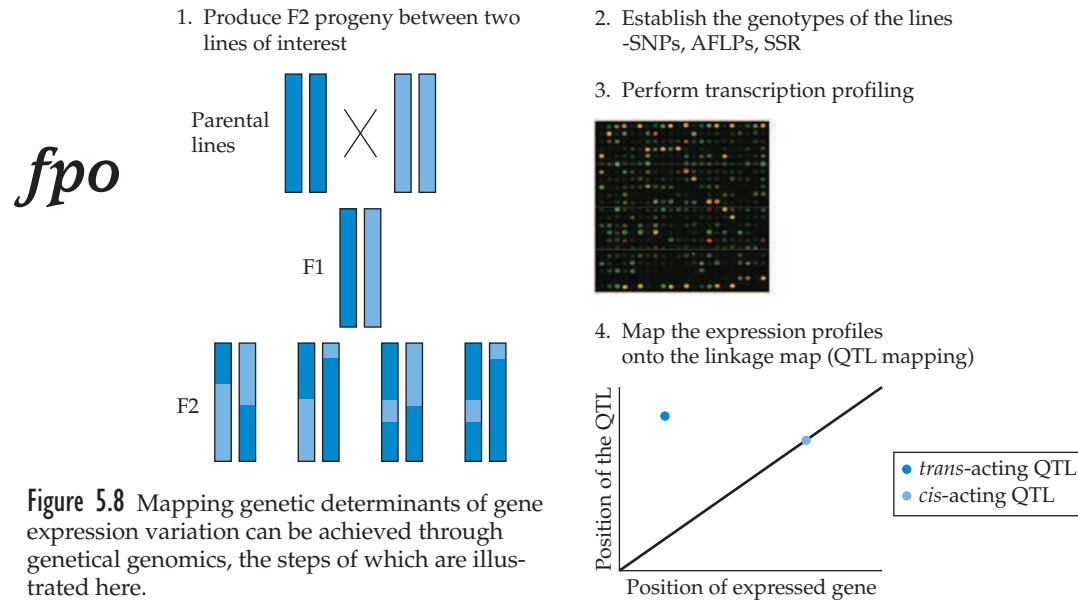 fpo
1. Produce F2 progeny between two
lines of interest
Parental
lines
F1
F2
Figure 5.8 Mapping genetic determinants of gene
expression variation can be achieved through
genetical genomics, the steps of which are illus-
trated here.
2. Establish the genotypes of the lines
-SNPs, AFLPs, SSR
3. Perform transcription profiling
4. Map the expression profiles
onto the linkage map (QTL mapping)
Position of the QTL
Position of expressed gene
trans-acting QTL
cis-acting QTL